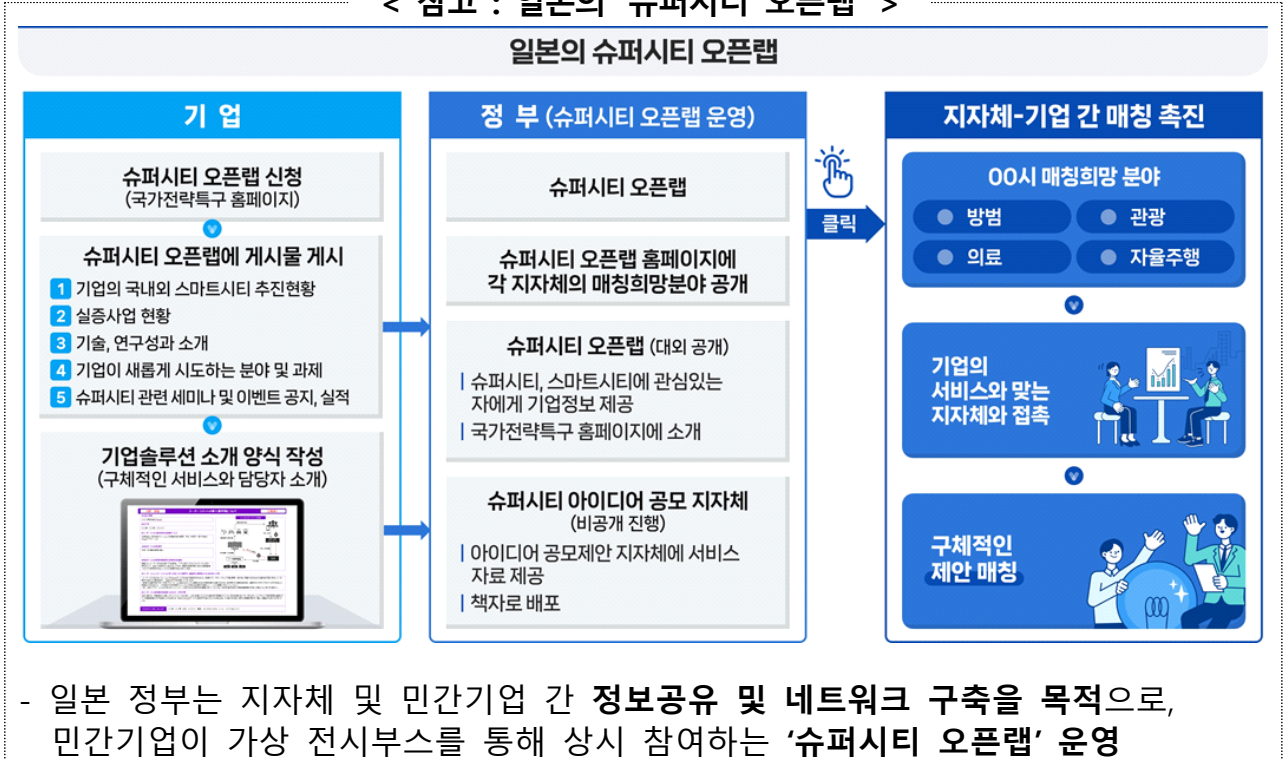 < 참고 : 일본의 '슈퍼시티 오픈랩' >
일본의 슈퍼시티 오픈랩
기 업
슈퍼시티 오픈랩 신청
(국가전략특구 홈페이지)
슈퍼시티 오픈랩에 게시물 게시
1 기업의 국내외 스마트시티 추진현황
2 실증사업 현황
3 기술, 연구성과 소개
4 기업이 새롭게 시도하는 분야 및 과제
5 슈퍼시티 관련 세미나 및 이벤트 공지, 실적
기업솔루션 소개 양식 작성
(구체적인 서비스와 담당자 소개)
정 부 (슈퍼시티 오픈랩 운영)
슈퍼시티 오픈랩
슈퍼시티 오픈랩 홈페이지에
각 지자체의 매칭희망분야 공개
슈퍼시티 오픈랩 (대외 공개)
슈퍼시티, 스마트시티에 관심있는
자에게 기업정보 제공
국가전략특구 홈페이지에 소개
슈퍼시티 아이디어 공모 지자체
(비공개 진행)
아이디어 공모제안 지자체에 서비스
자료 제공
책자로 배포
클릭
지자체-기업 간 매칭 촉진
OO시 매칭희망 분야
방범
관광
의료
자율주행
기업의
서비스와 맞는
지자체와 접촉
구체적인
제안 매칭
- 일본 정부는 지자체 및 민간기업 간 정보공유 및 네트워크 구축을 목적으로,
민간기업이 가상 전시부스를 통해 상시 참여하는 '슈퍼시티 오픈랩' 운영